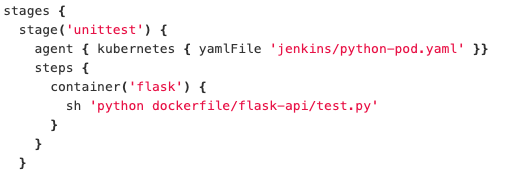 stages {
  stage('unittest') {
    agent { kubernetes { yamlFile 'jenkins/python-pod.yaml' }}
    steps {
      container('flask') {
        sh 'python dockerfile/flask-api/test.py'
      }
    }
  }